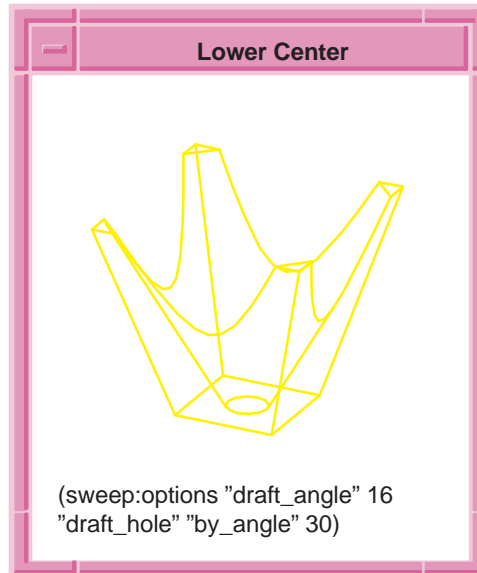 Lower Center
(sweep:options ”draft_angle” 16
”draft_hole” ”by_angle” 30)